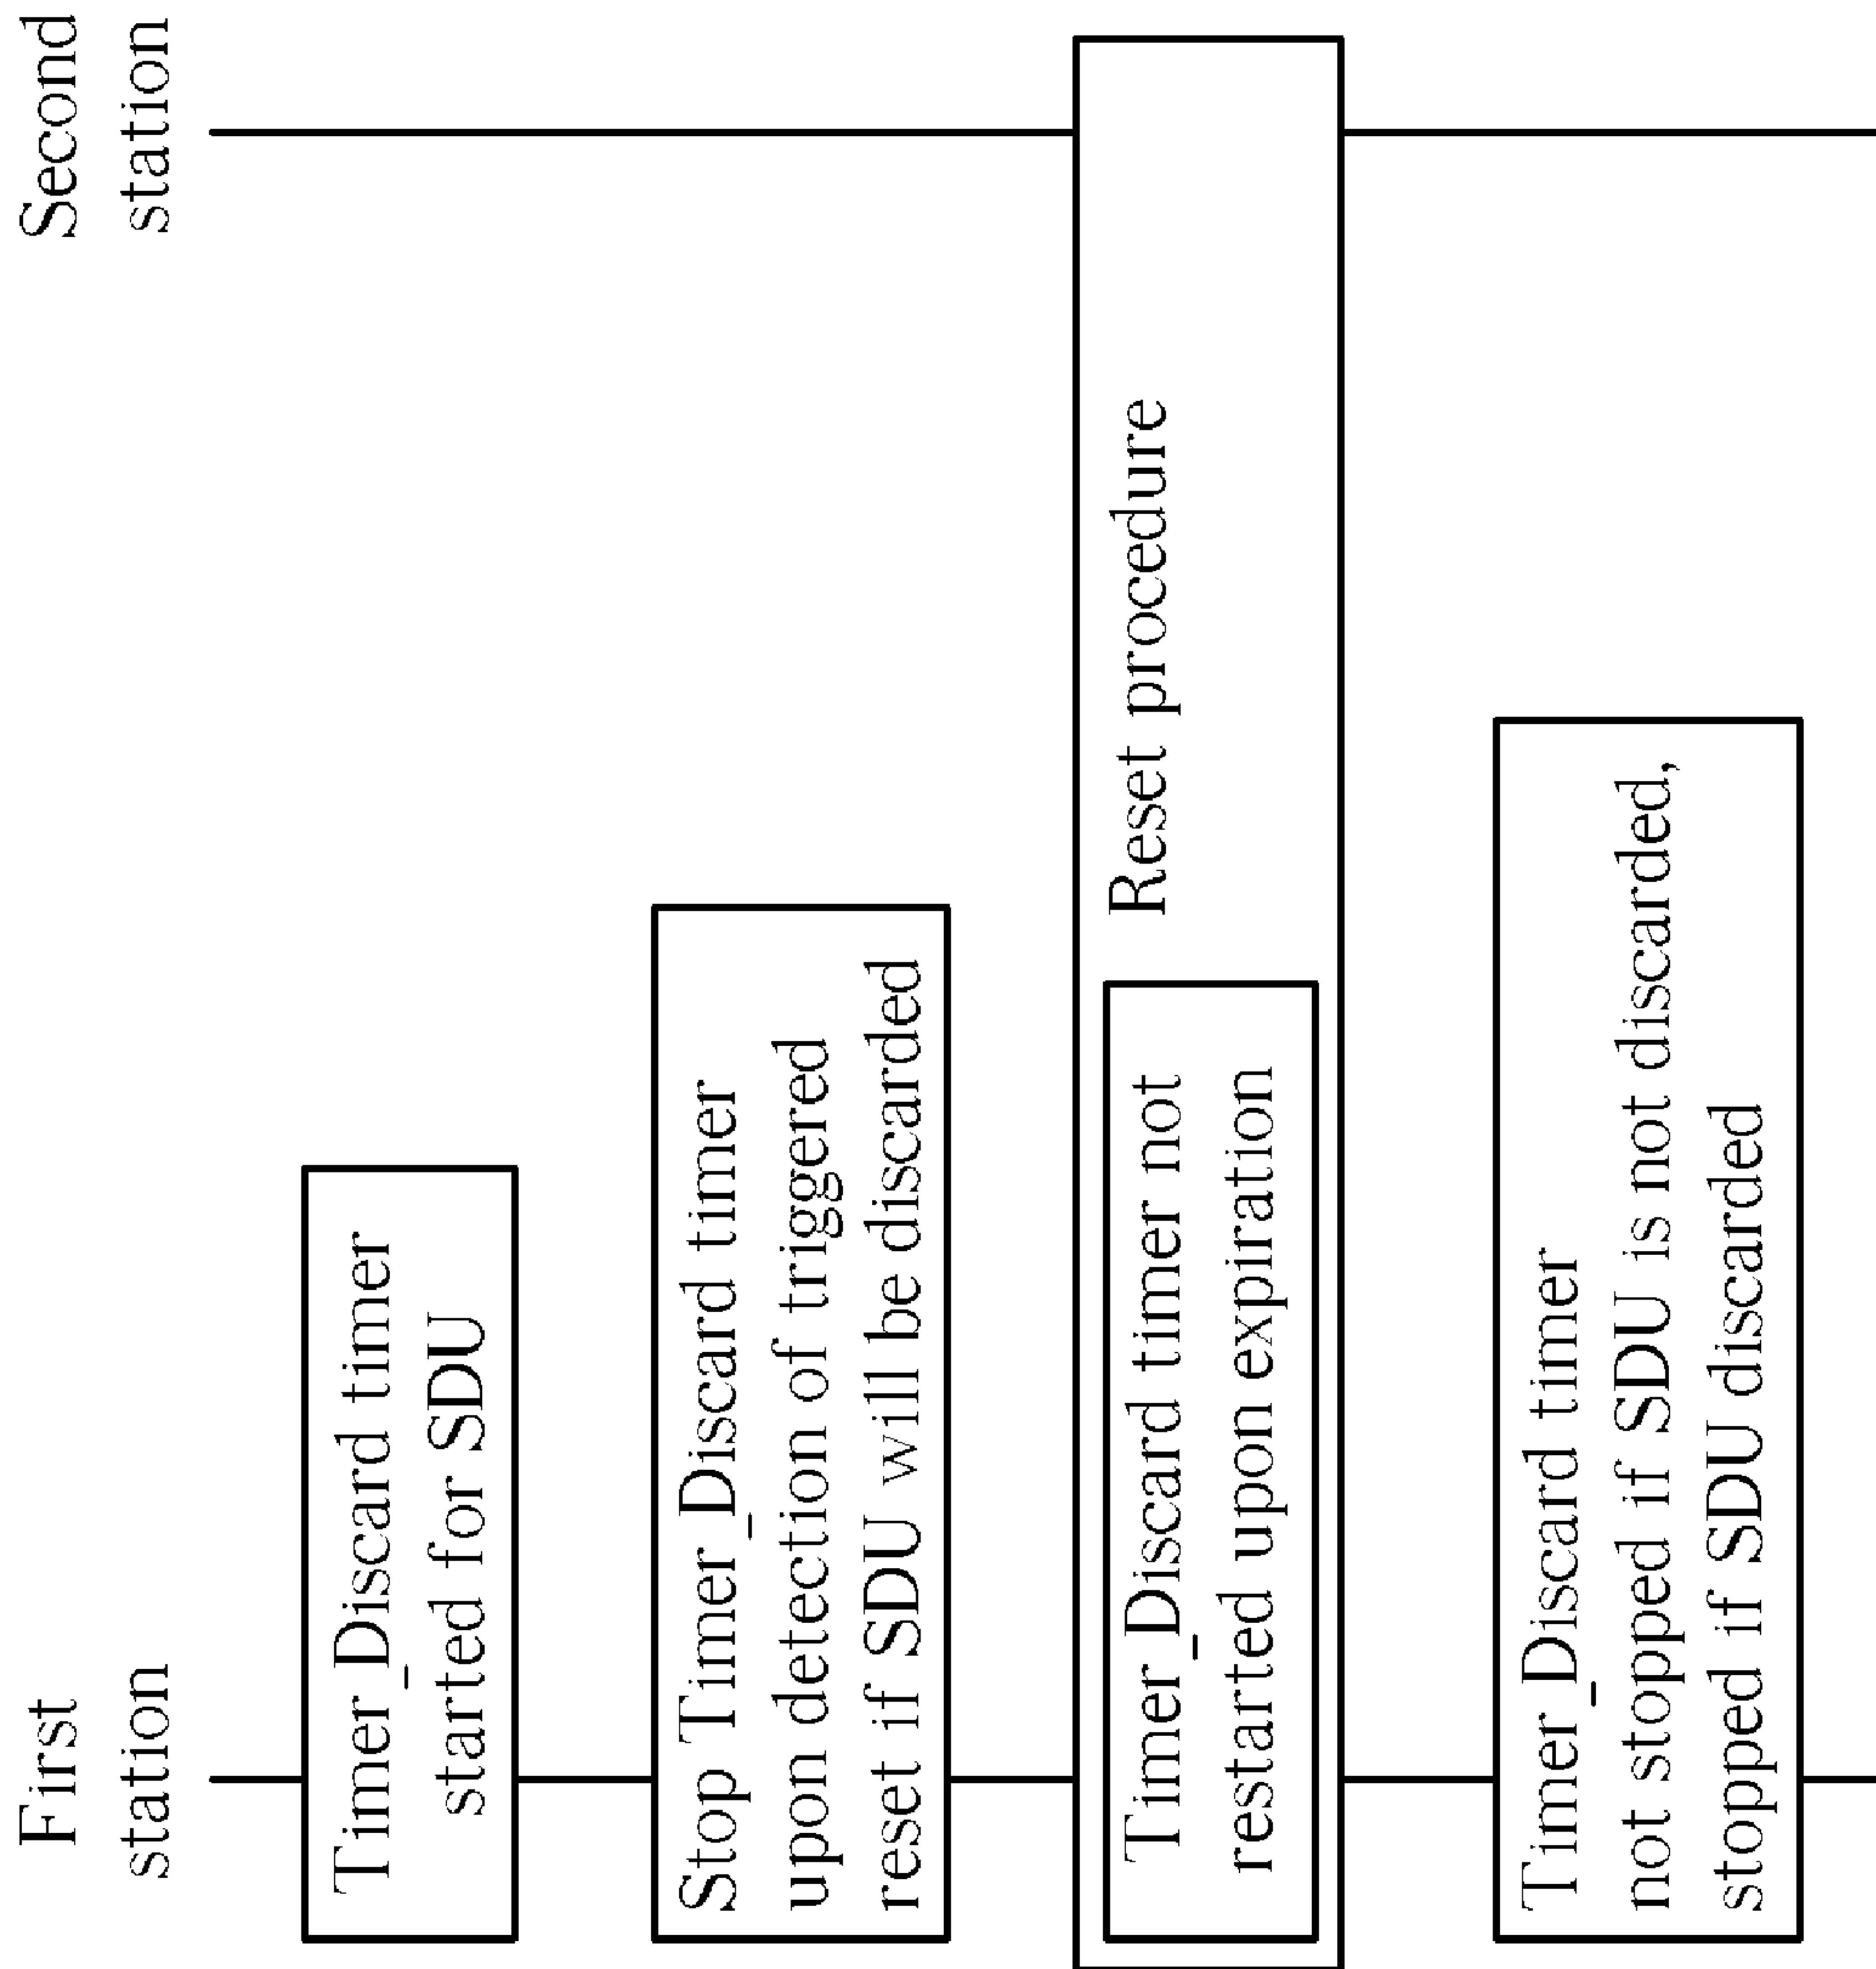 First
station
Second
station
Timer_Discard timer
started for SDU
Stop Timer_Discard timer
upon detection of triggered
reset if SDU will be discarded
Timer_Discard timer not
restarted upon expiration
Reset procedure
Timer_Discard timer
not stopped if SDU is not discarded,
stopped if SDU discarded